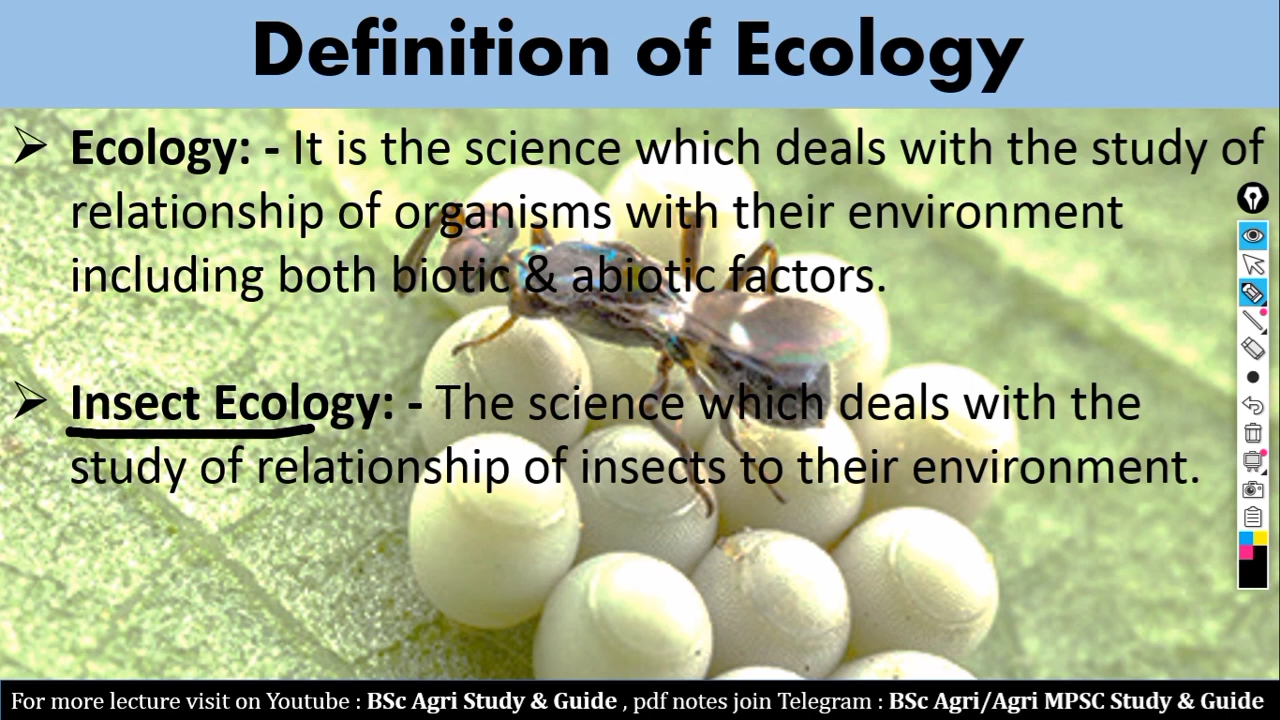 Definition of Ecology
➢ Ecology: - It is the science which deals with the study of
relationship of organisms with their environment
including both biotic & abiotic factors.
➢ Insect Ecology: - The science which deals with the
study of relationship of insects to their environment.
For more lecture visit on Youtube : BSc Agri Study & Guide , pdf notes join Telegram : BSc Agri/Agri MPSC Study & Guide